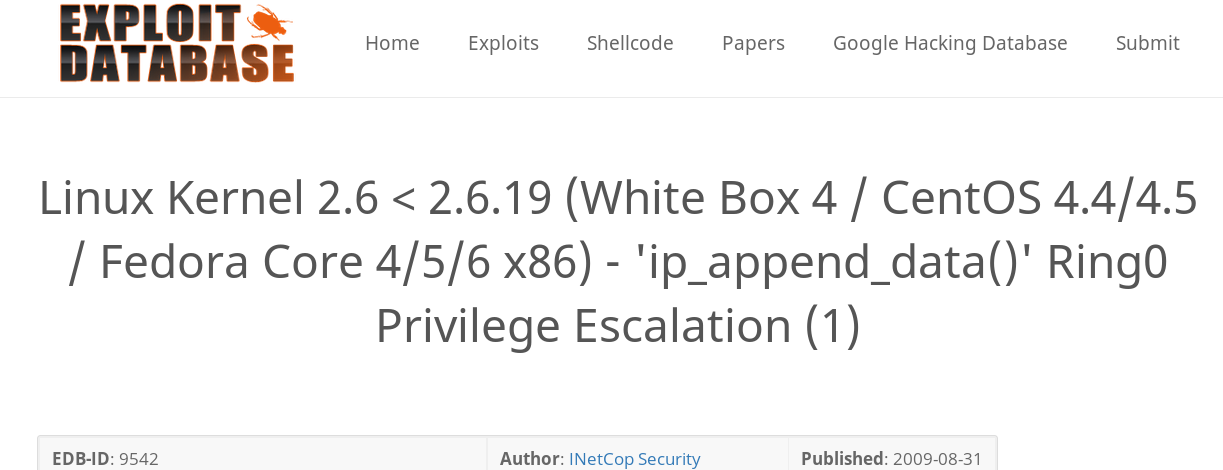 EXPLOIT
DATABASE
Home Exploits Shellcode Papers Google Hacking Database Submit
Linux Kernel 2.6 < 2.6.19 (White Box 4 / CentOS 4.4/4.5
/ Fedora Core 4/5/6 x86) - 'ip_append_data()' Ring0
Privilege Escalation (1)
EDB-ID: 9542 Author: INetCop Security Published: 2009-08-31